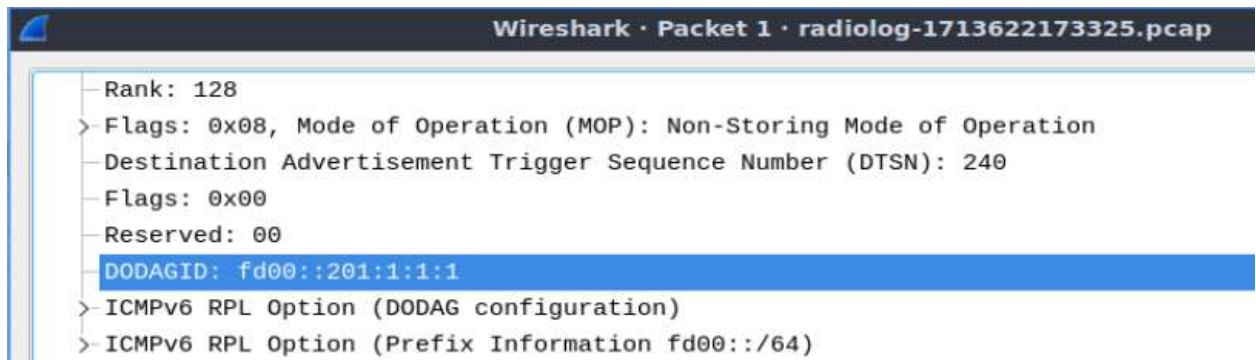 Wireshark · Packet 1 · radiolog-1713622173325.pcap
Rank: 128
Flags: 0x08, Mode of Operation (MOP): Non-Storing Mode of Operation
Destination Advertisement Trigger Sequence Number (DTSN): 240
Flags: 0x00
Reserved: 00
DODAGID: fd00::201:1:1:1
ICMPv6 RPL Option (DODAG configuration)
ICMPv6 RPL Option (Prefix Information fd00::/64)